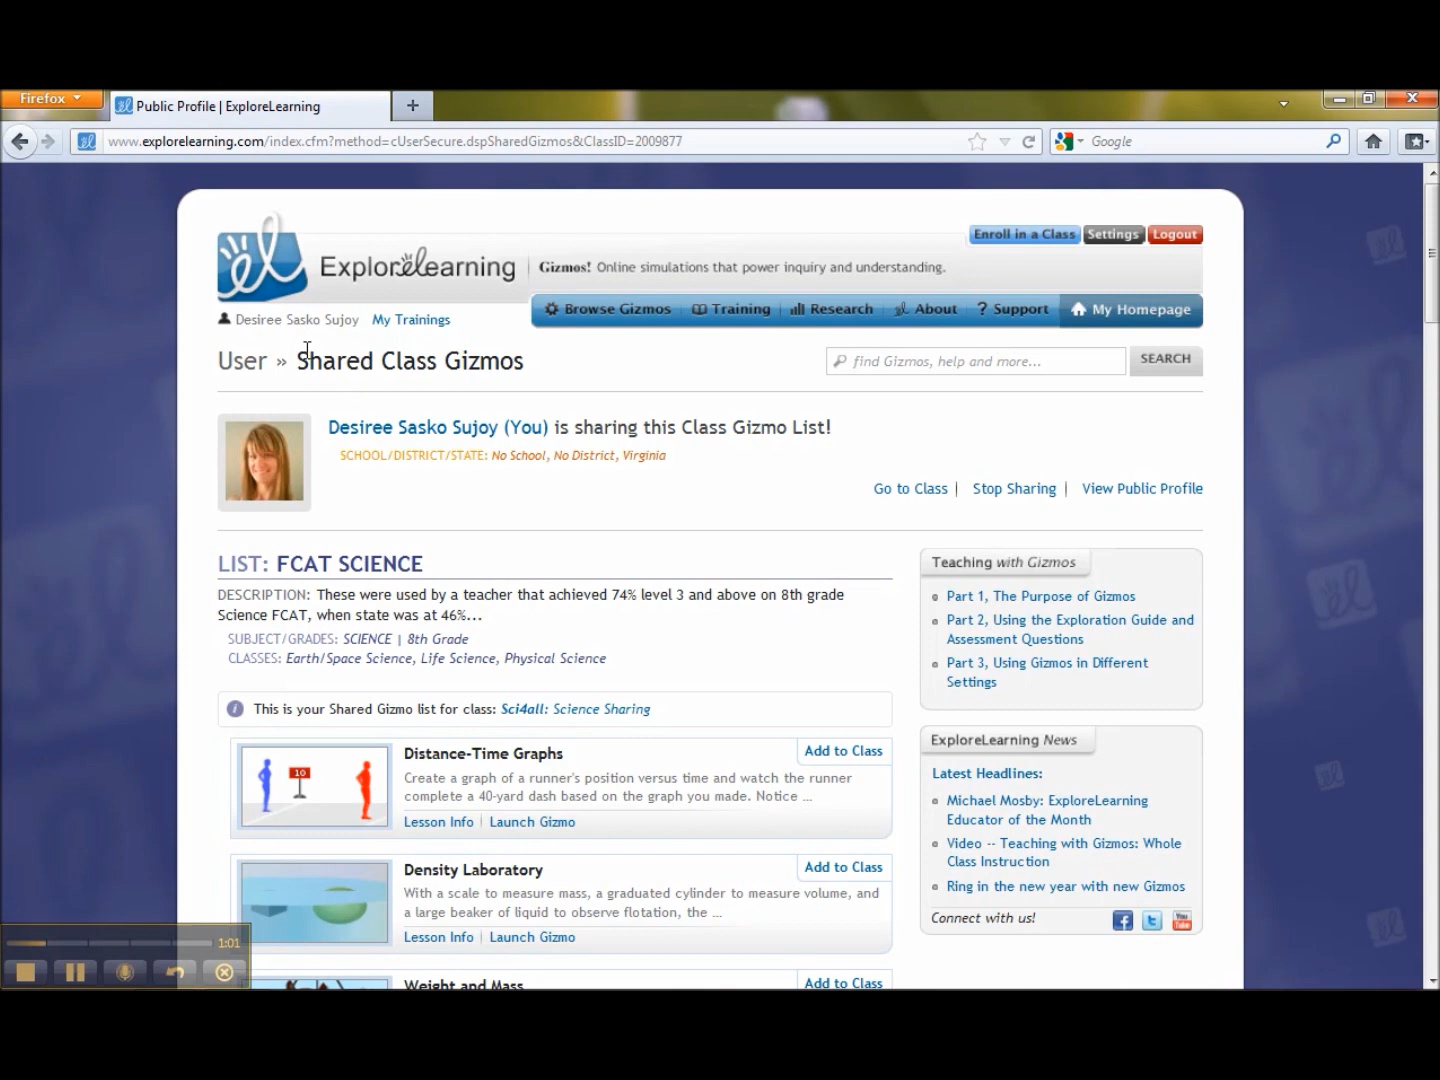 Firefox
Public Profile | ExploreLearning
www.explorelearning.com/index.cfm?method=cUserSecure.dspSharedGizmos&ClassID=2009877
Google
Enroll in a Class Settings Logout
el ExploreLearning
Gizmos! Online simulations that power inquiry and understanding.
Browse Gizmos Training Research About ? Support My Homepage
Desiree Sasko Sujoy My Trainings
User » Shared Class Gizmos
find Gizmos, help and more...
SEARCH
Desiree Sasko Sujoy (You) is sharing this Class Gizmo List!
SCHOOL/DISTRICT/STATE: No School, No District, Virginia
Go to Class | Stop Sharing | View Public Profile
LIST: FCAT SCIENCE
DESCRIPTION: These were used by a teacher that achieved 74% level 3 and above on 8th grade
Science FCAT, when state was at 46%...
SUBJECT/GRADES: SCIENCE | 8th Grade
CLASSES: Earth/Space Science, Life Science, Physical Science
i This is your Shared Gizmo list for class: Sci4all: Science Sharing
10
Distance-Time Graphs
Add to Class
Create a graph of a runner's position versus time and watch the runner
complete a 40-yard dash based on the graph you made. Notice ...
Lesson Info | Launch Gizmo
Density Laboratory
Add to Class
With a scale to measure mass, a graduated cylinder to measure volume, and
a large beaker of liquid to observe flotation, the ...
Lesson Info | Launch Gizmo
Weight and Mass
Add to Class
Teaching with Gizmos
Part 1, The Purpose of Gizmos
Part 2, Using the Exploration Guide and
Assessment Questions
Part 3, Using Gizmos in Different
Settings
ExploreLearning News
Latest Headlines:
Michael Mosby: ExploreLearning
Educator of the Month
Video -- Teaching with Gizmos: Whole
Class Instruction
Ring in the new year with new Gizmos
Connect with us!
You Tube
1:01